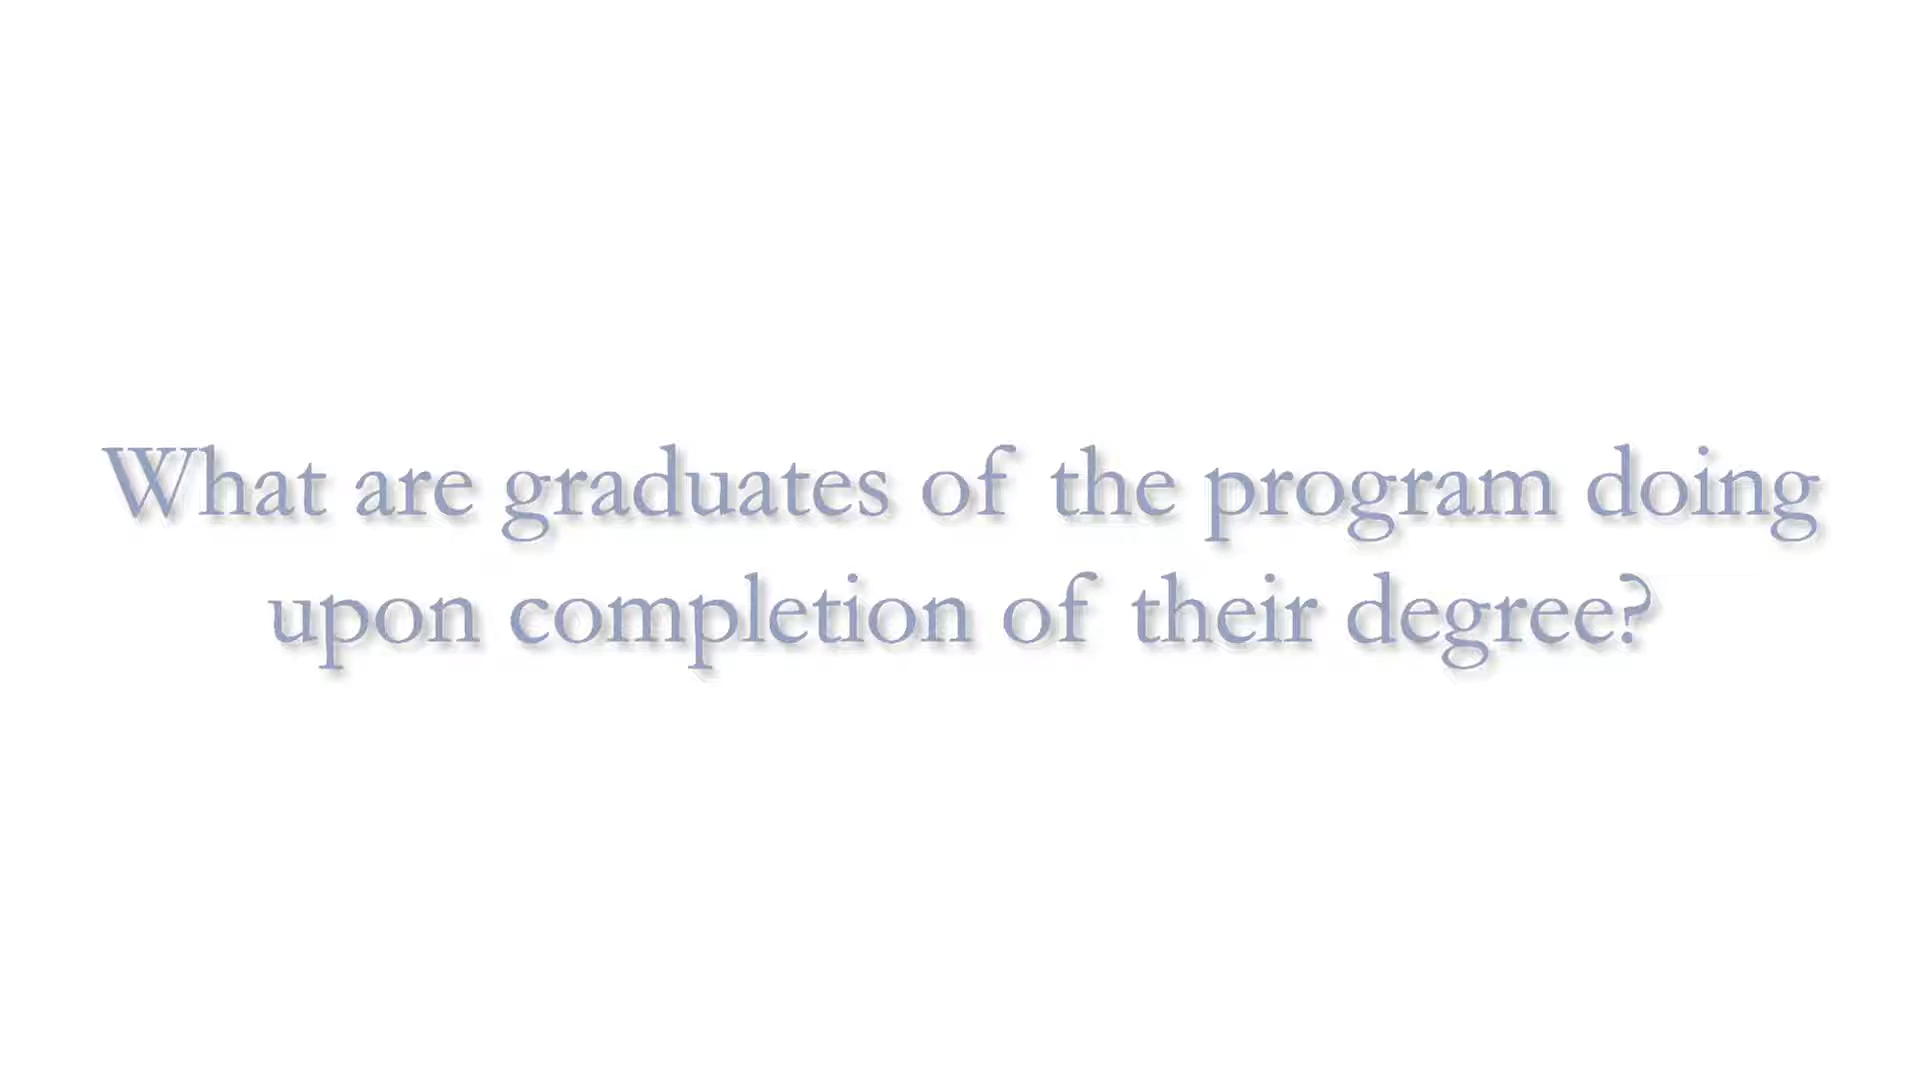 What are graduates of the program doing
upon completion of their degree?